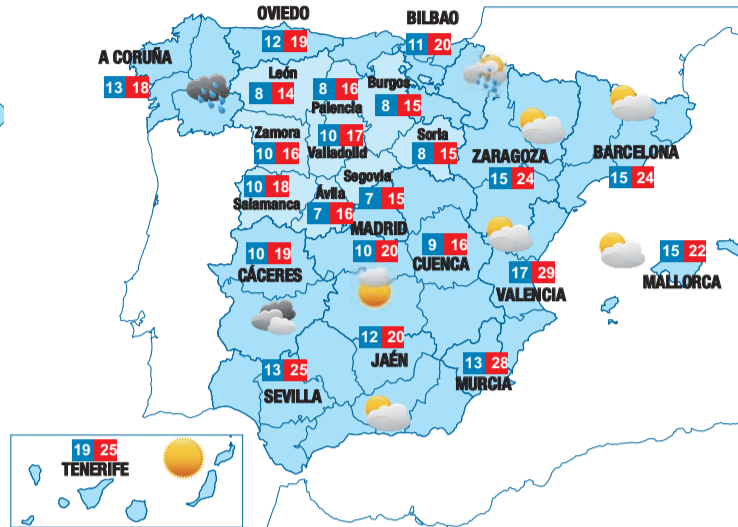 OVIEDO
12 19
BILBAO
11 20
A CORUÑA
13 18
León
8 14
8 16
Palencia
Burgos
8 15
Zamora
10 16
10 17
Valladolid
Soria
8 15
ZARAGOZA
15 24
BARCELONA
15 24
10 18
Salamanca
Ávila
7 16
Segovia
7 15
MADRID
10 20
9 16
CUENCA
10 19
CÁCERES
17 29
VALENCIA
15 22
MALLORCA
12 20
JAÉN
13 25
SEVILLA
13 28
MURCIA
19 25
TENERIFE